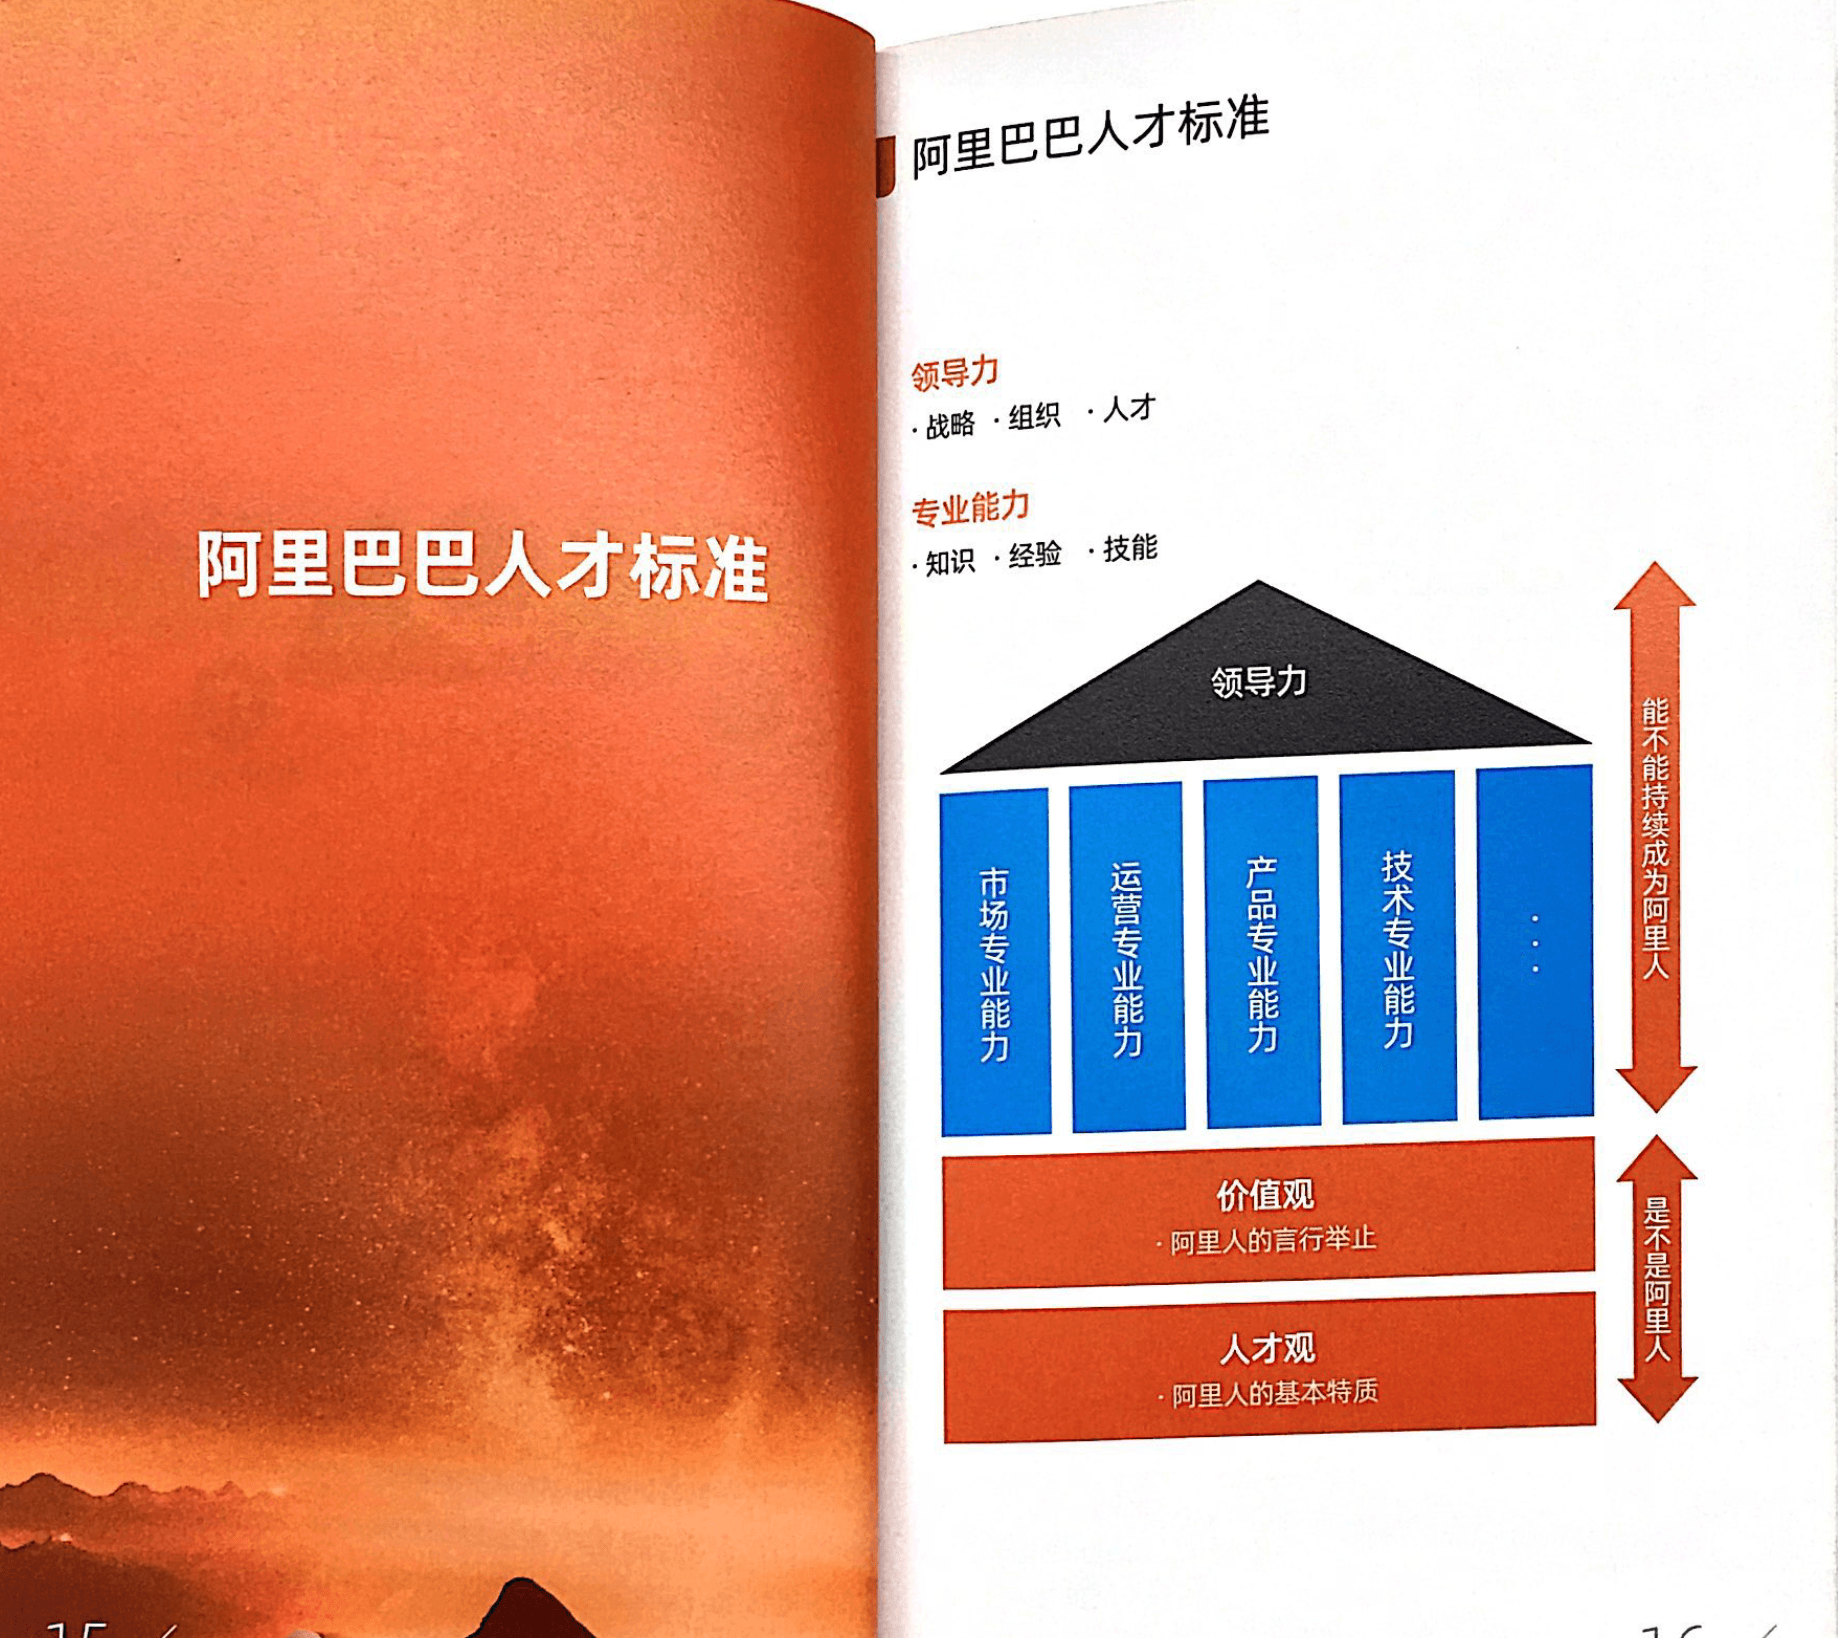 阿里巴巴人才标准
阿里巴巴人才标准
领导力
·战略 ·组织 ·人才
专业能力
·知识 ·经验 ·技能
领导力
市场专业能力
运营专业能力
产品专业能力
技术专业能力
···
能不能持续成为阿里人
价值观
·阿里人的言行举止
人才观
·阿里人的基本特质
是不是阿里人
15 /
16 /